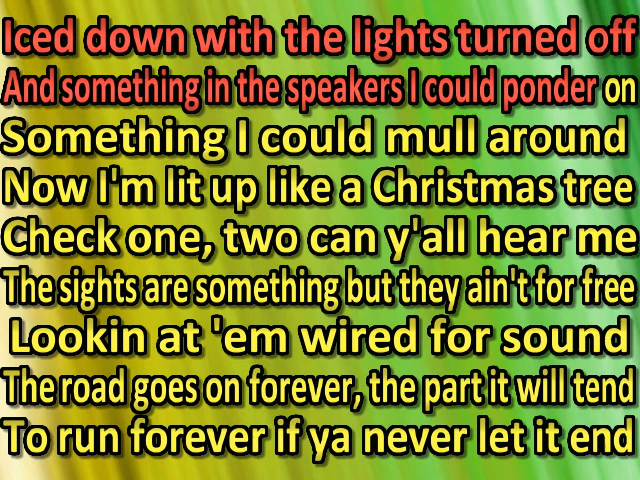 Iced down with the lights turned off
And something in the speakers I could ponder on
Something I could mull around
Now I'm lit up like a Christmas tree
Check one, two can y'all hear me
The sights are something but they ain't for free
Lookin at 'em wired for sound
The road goes on forever, the part it will tend
To run forever if ya never let it end